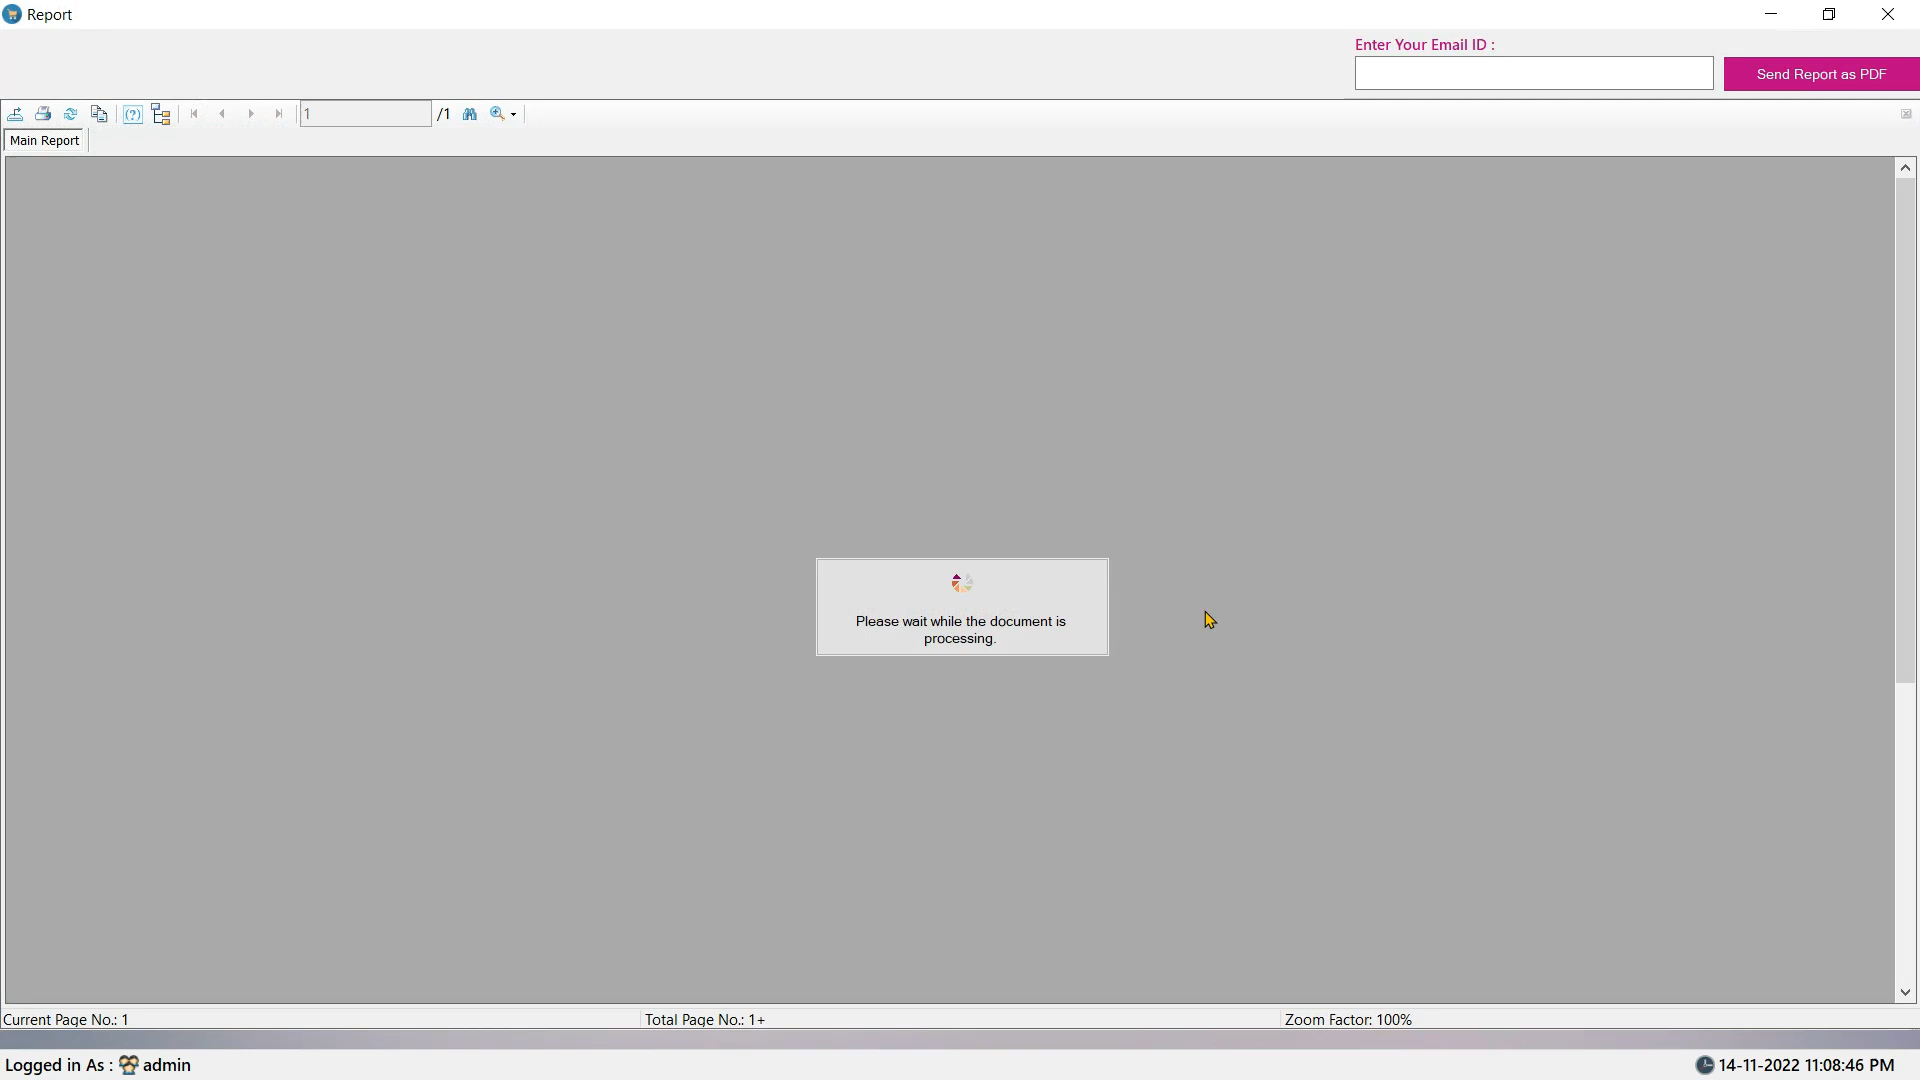 Report
Enter Your Email ID :
Send Report as PDF
1
/1
Main Report
Please wait while the document is
processing.
Current Page No.: 1
Total Page No.: 1+
Zoom Factor: 100%
Logged in As : admin
14-11-2022 11:08:46 PM